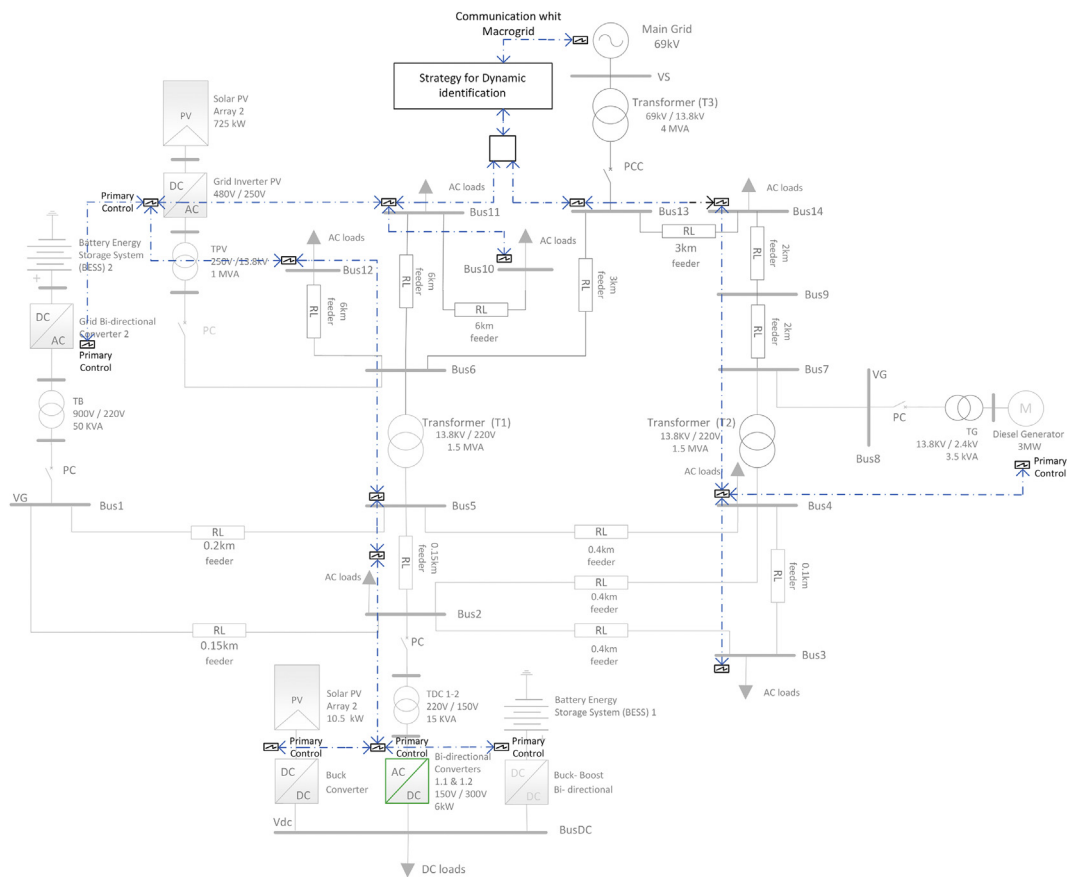 Communication whit
Macrogrid
Main Grid
69kV
Strategy for Dynamic
identification
VS
Solar PV
Array 2
725 kW
PV
Transformer (T3)
69kV / 13.8kV
4 MVA
PCC
DC
AC
Grid Inverter PV
480V / 250V
Primary
Control
AC loads
Bus11
Bus13
AC loads
Bus14
RL
3km
feeder
RL
2km
feeder
Battery Energy
Storage System
(BESS) 2
TPV
250V /13.8kV
1 MVA
AC loads
Bus12
AC loads
Bus10
RL
6km
feeder
RL
6km
feeder
RL
6km
feeder
RL
3km
feeder
Bus9
DC
AC
Grid Bi-directional
Converter 2
Primary
Control
PC
RL
2km
feeder
Bus6
Bus7
VG
TB
900V / 220V
50 KVA
Transformer (T1)
13.8KV / 220V
1.5 MVA
Transformer (T2)
13.8KV / 220V
1.5 MVA
PC
Bus8
TG
13.8KV / 2.4kV
3.5 kVA
M
Diesel Generator
3MW
Primary
Control
PC
AC loads
VG
Bus1
Bus5
Bus4
RL
0.2km
feeder
RL
0.15km
feeder
RL
0.4km
feeder
RL
0.1km
feeder
AC loads
Bus2
RL
0.4km
feeder
RL
0.15km
feeder
PC
RL
0.4km
feeder
Bus3
AC loads
PV
Solar PV
Array 2
10.5 kW
TDC 1-2
220V / 150V
15 KVA
Battery Energy
Storage System (BESS) 1
Primary
Control
Primary
Control
Primary
Control
DC
DC
Buck
Converter
AC
DC
Bi-directional
Converters
1.1 & 1.2
150V / 300V
6kW
DC
DC
Buck- Boost
Bi- directional
Vdc
BusDC
DC loads